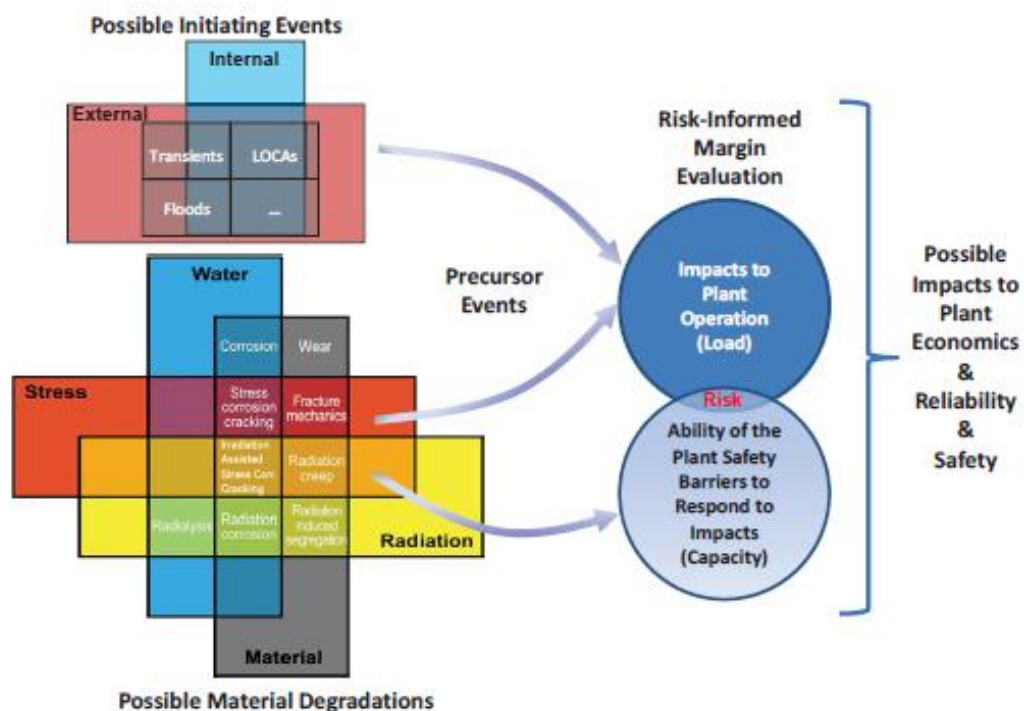 Possible Initiating Events
Internal
External
Transients
LOCAs
Floods
...
Water
Corrosion
Wear
Stress
Stress
corrosion
cracking
Fracture
mechanics
Irradiation
Assisted
Stress Corr.
Cracking
Radiation
creep
Radiolysis
Radiation
corrosion
Radiation
induced
segregation
Radiation
Material
Possible Material Degradations
Precursor
Events
Risk-Informed
Margin
Evaluation
Impacts to
Plant
Operation
(Load)
Risk
Ability of the
Plant Safety
Barriers to
Respond to
Impacts
(Capacity)
Possible
Impacts to
Plant
Economics
&
Reliability
&
Safety